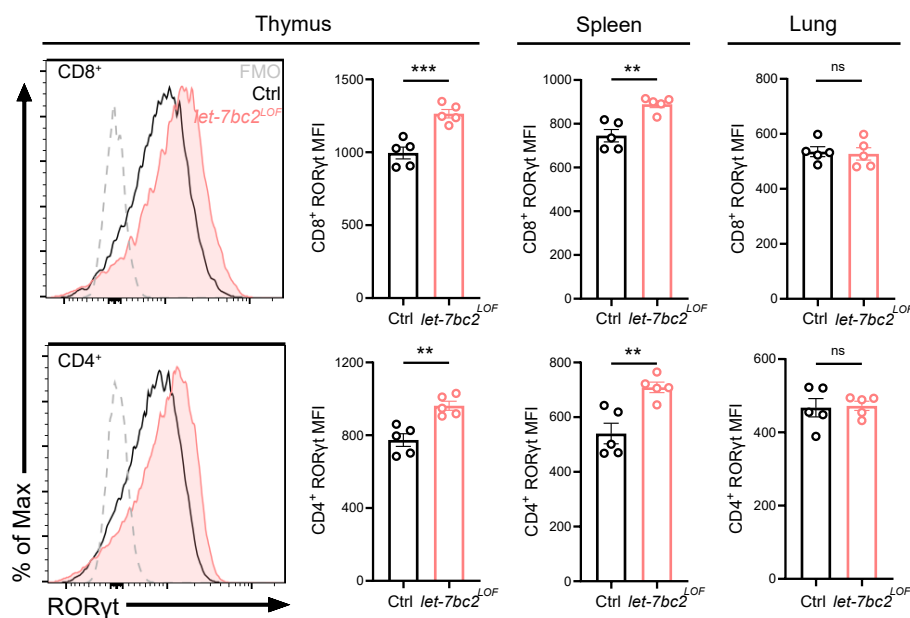 Thymus
Spleen
Lung
CD8⁺
FMO
Ctrl
let-7bc2^LOF
CD8⁺ RORγt MFI
1500
1000
500
0
***
Ctrl let-7bc2^LOF
CD8⁺ RORγt MFI
1000
800
600
400
200
0
**
Ctrl let-7bc2^LOF
CD8⁺ RORγt MFI
800
600
400
200
0
ns
Ctrl let-7bc2^LOF
CD4⁺
CD4⁺ RORγt MFI
1200
800
400
0
**
Ctrl let-7bc2^LOF
CD4⁺ RORγt MFI
800
600
400
200
0
**
Ctrl let-7bc2^LOF
CD4⁺ RORγt MFI
600
400
200
0
ns
Ctrl let-7bc2^LOF
% of Max
RORγt